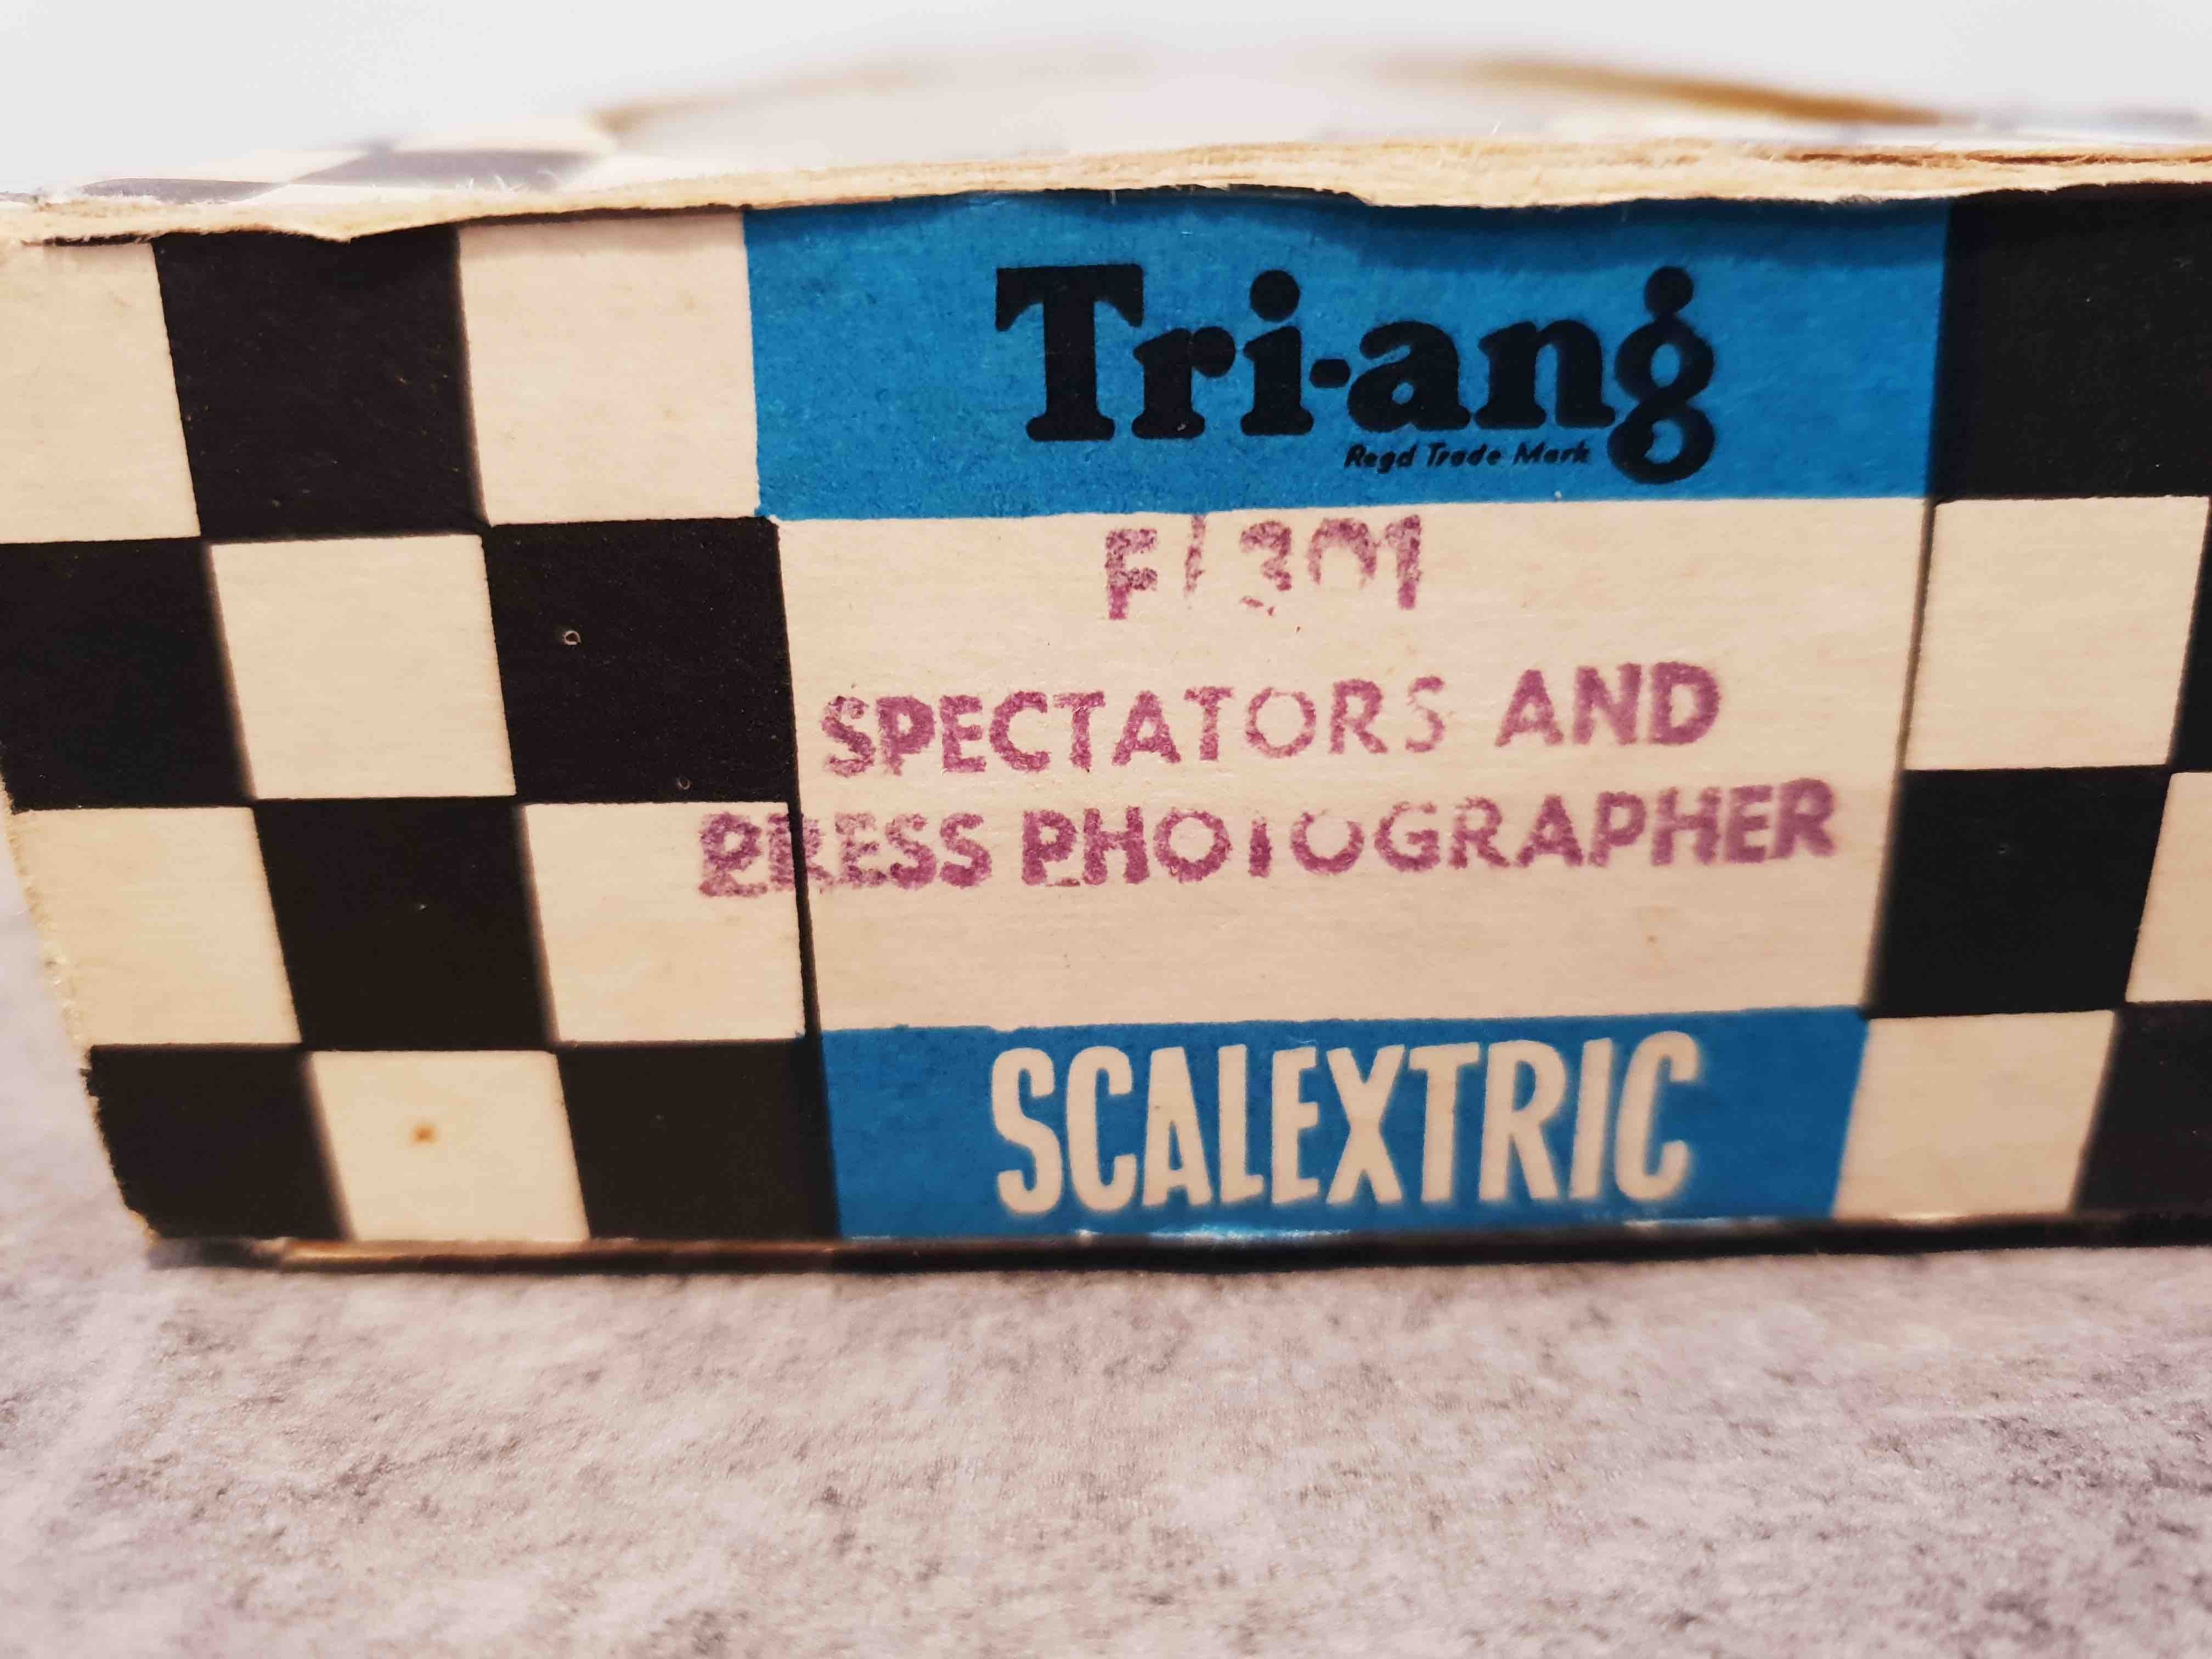 Tri-ang
Regd Trade Mark
F/301
SPECTATORS AND
PRESS PHOTOGRAPHER
SCALEXTRIC